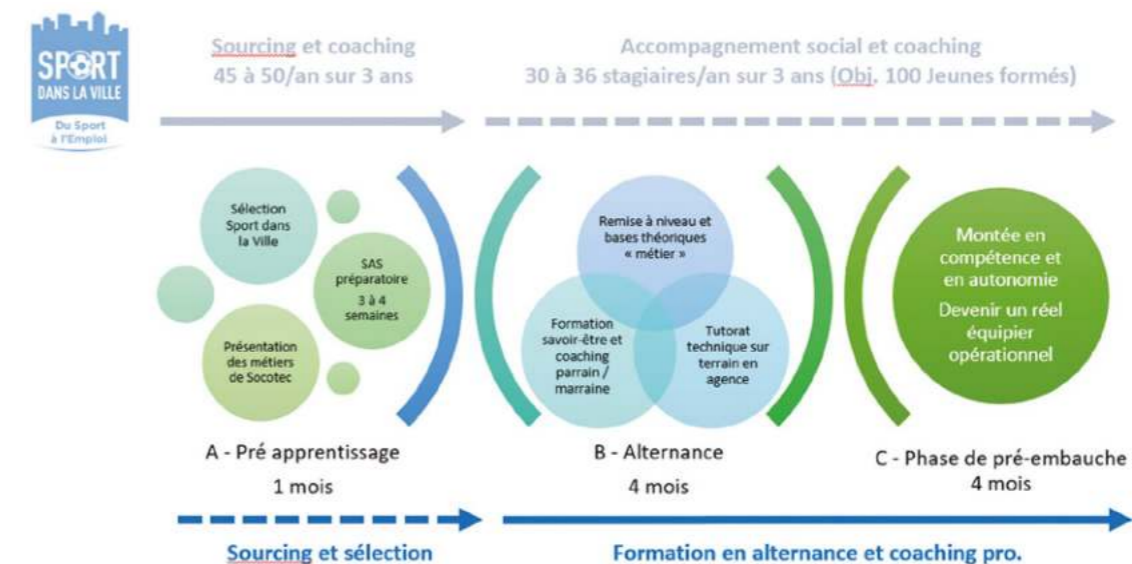 SPORT
DANS LA VILLE
Du Sport
à l'Emploi
Sourcing et coaching
45 à 50/an sur 3 ans
Accompagnement social et coaching
30 à 36 stagiaires/an sur 3 ans (Obj. 100 Jeunes formés)
Sélection
Sport dans
la Ville
SAS
préparatoire
3 à 4
semaines
Présentation
des métiers
de Socotec
Remise à niveau et
bases théoriques
« métier »
Formation
savoir-être et
coaching
parrain /
marraine
Tutorat
technique sur
terrain en
agence
Montée en
compétence et
en autonomie
Devenir un réel
équipier
opérationnel
A - Pré apprentissage
1 mois
B - Alternance
4 mois
C - Phase de pré-embauche
4 mois
Sourcing et sélection
Formation en alternance et coaching pro.